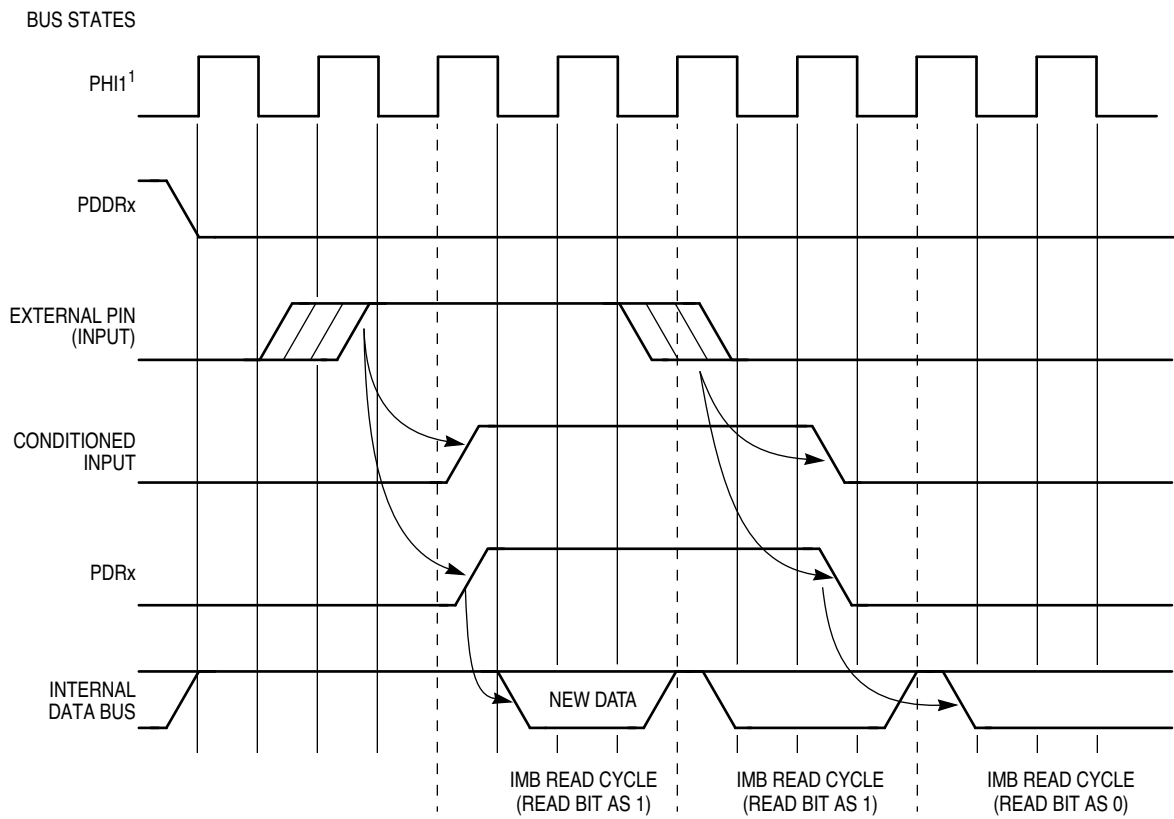 BUS STATES
PHI1¹
PDDRx
EXTERNAL PIN
(INPUT)
CONDITIONED
INPUT
PDRx
INTERNAL
DATA BUS
NEW DATA
IMB READ CYCLE
(READ BIT AS 1)
IMB READ CYCLE
(READ BIT AS 1)
IMB READ CYCLE
(READ BIT AS 0)